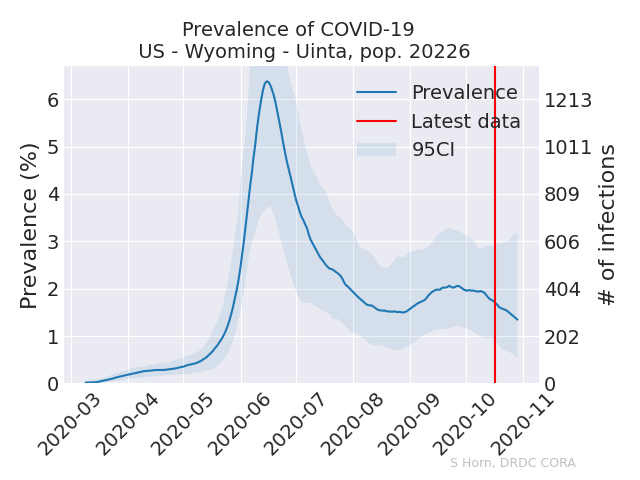 Prevalence of COVID-19
US - Wyoming - Uinta, pop. 20226
Prevalence
Latest data
95CI
Prevalence (%)
6
5
4
3
2
1
0
1213
1011
809
606
404
202
0
# of infections
2020-03
2020-04
2020-05
2020-06
2020-07
2020-08
2020-09
2020-10
2020-11
S Horn, DRDC CORA